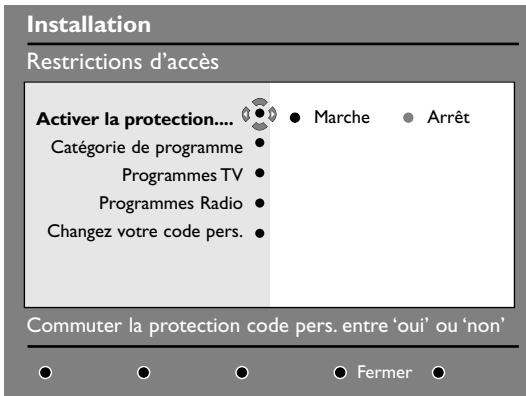 Installation
Restrictions d'accès
Activer la protection.... Marche Arrêt
Catégorie de programme
Programmes TV
Programmes Radio
Changez votre code pers.
Commuter la protection code pers. entre ‘oui’ ou ‘non’
Fermer